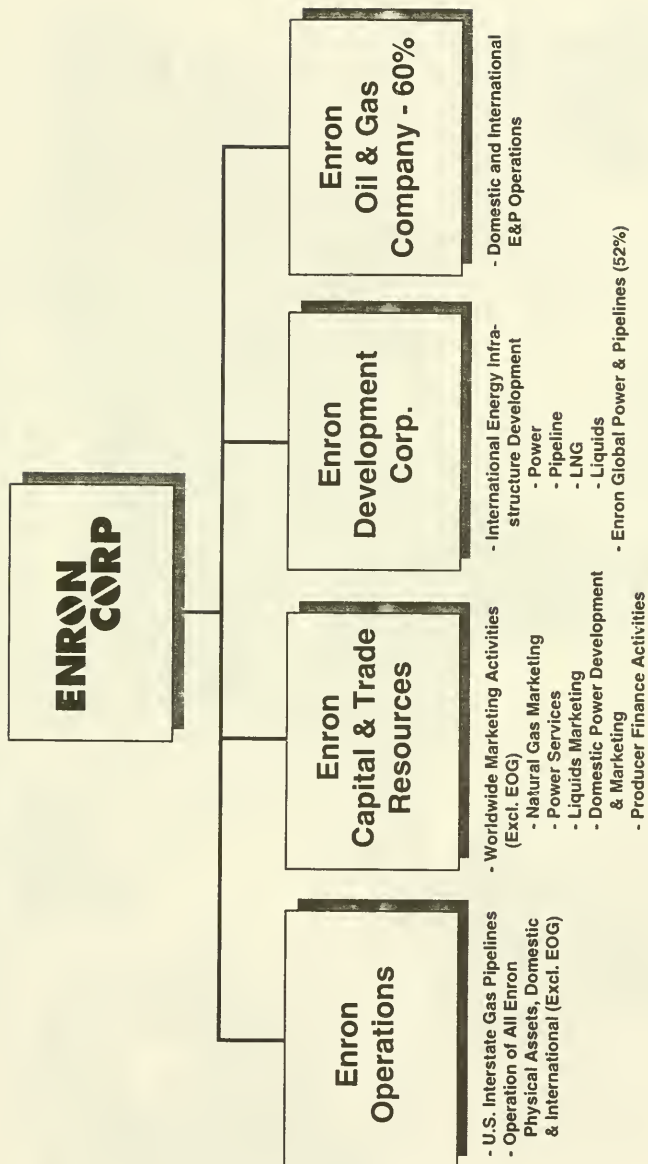 ENRON
CORP
Enron
Operations
- U.S. Interstate Gas Pipelines
- Operation of All Enron
Physical Assets, Domestic
& International (Excl. EOG)
Enron
Capital & Trade
Resources
- Worldwide Marketing Activities
(Excl. EOG)
- Natural Gas Marketing
- Power Services
- Liquids Marketing
- Domestic Power Development
& Marketing
- Producer Finance Activities
Enron
Development
Corp.
- International Energy Infra-
structure Development
- Power
- Pipeline
- LNG
- Liquids
- Enron Global Power & Pipelines (52%)
Enron
Oil & Gas
Company - 60%
- Domestic and International
E&P Operations